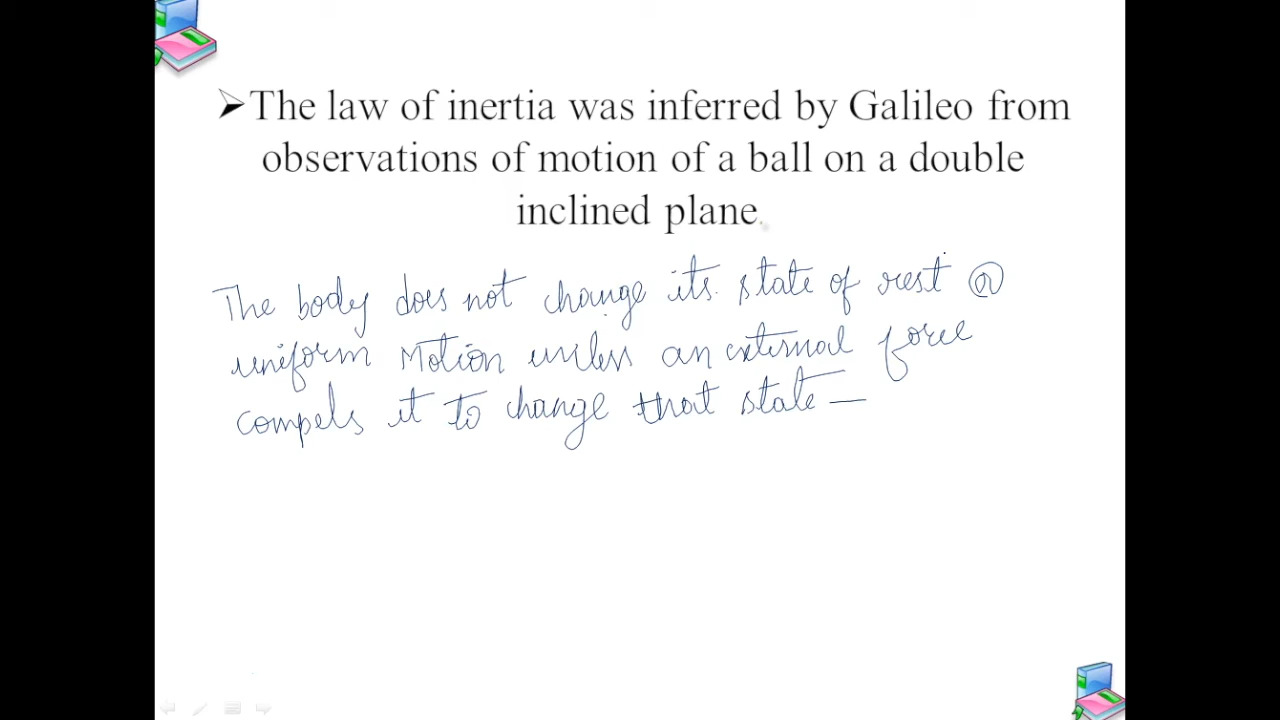 ➢The law of inertia was inferred by Galileo from
observations of motion of a ball on a double
inclined plane.
The body does not change its state of rest or
uniform Motion unless an external force
compels it to change that state —